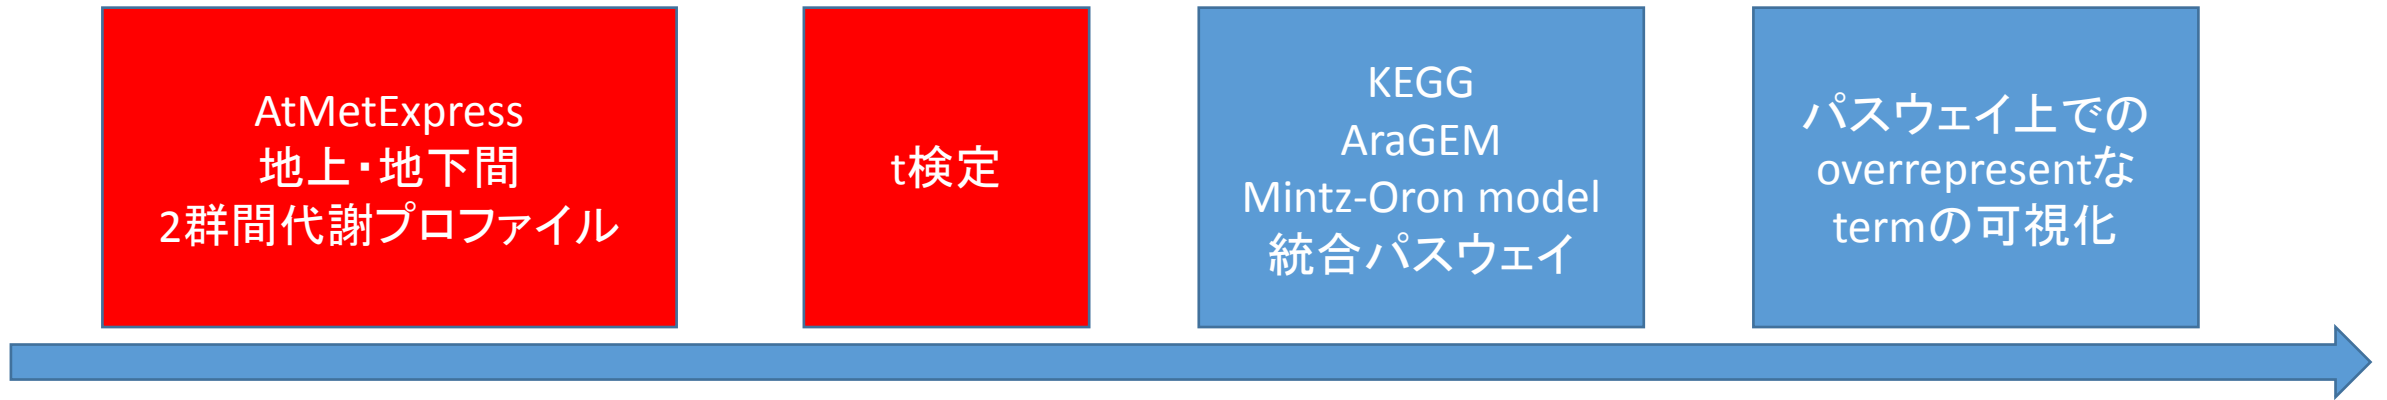 AtMetExpress
地上・地下間
2群間代謝プロファイル
t検定
KEGG
AraGEM
Mintz-Oron model
統合パスウェイ
パスウェイ上での
overrepresentな
termの可視化